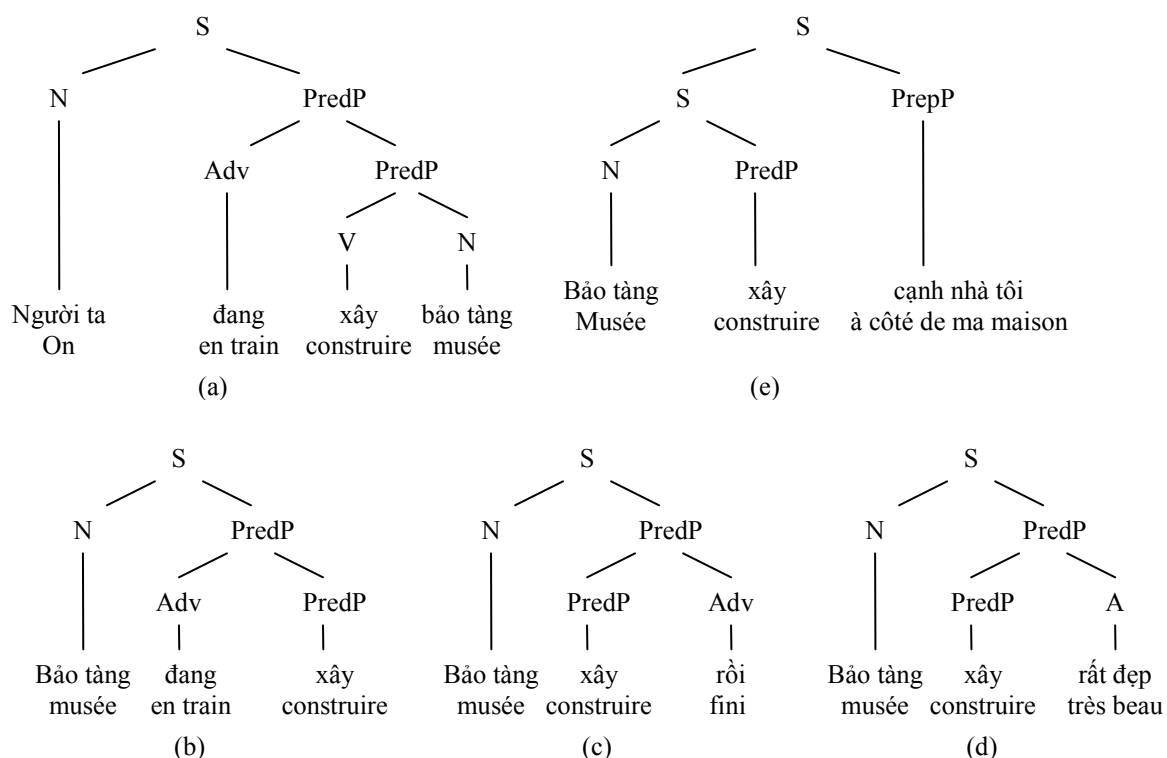 S
N PredP
Adv PredP
V N
Người ta đang xây bảo tàng
On en train construire musée
(a)
S
S PrepP
N PredP
Bảo tàng xây cạnh nhà tôi
Musée construire à côté de ma maison
(e)
S
N PredP
Adv PredP
Bảo tàng đang xây
musée en train construire
(b)
S
N PredP
PredP Adv
Bảo tàng xây rồi
musée construire fini
(c)
S
N PredP
PredP A
Bảo tàng xây rất đẹp
musée construire très beau
(d)